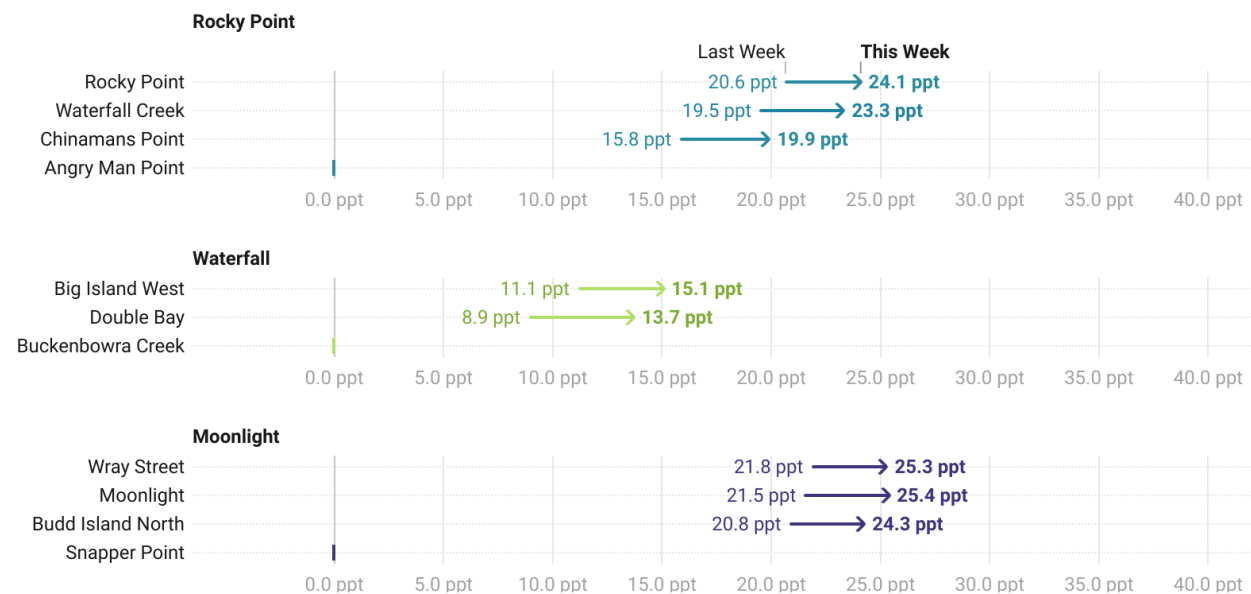 Rocky Point
Last Week This Week
Rocky Point 20.6 ppt 24.1 ppt
Waterfall Creek 19.5 ppt 23.3 ppt
Chinamans Point 15.8 ppt 19.9 ppt
Angry Man Point
0.0 ppt 5.0 ppt 10.0 ppt 15.0 ppt 20.0 ppt 25.0 ppt 30.0 ppt 35.0 ppt 40.0 ppt
Waterfall
Big Island West 11.1 ppt 15.1 ppt
Double Bay 8.9 ppt 13.7 ppt
Buckenbowra Creek
0.0 ppt 5.0 ppt 10.0 ppt 15.0 ppt 20.0 ppt 25.0 ppt 30.0 ppt 35.0 ppt 40.0 ppt
Moonlight
Wray Street 21.8 ppt 25.3 ppt
Moonlight 21.5 ppt 25.4 ppt
Budd Island North 20.8 ppt 24.3 ppt
Snapper Point
0.0 ppt 5.0 ppt 10.0 ppt 15.0 ppt 20.0 ppt 25.0 ppt 30.0 ppt 35.0 ppt 40.0 ppt